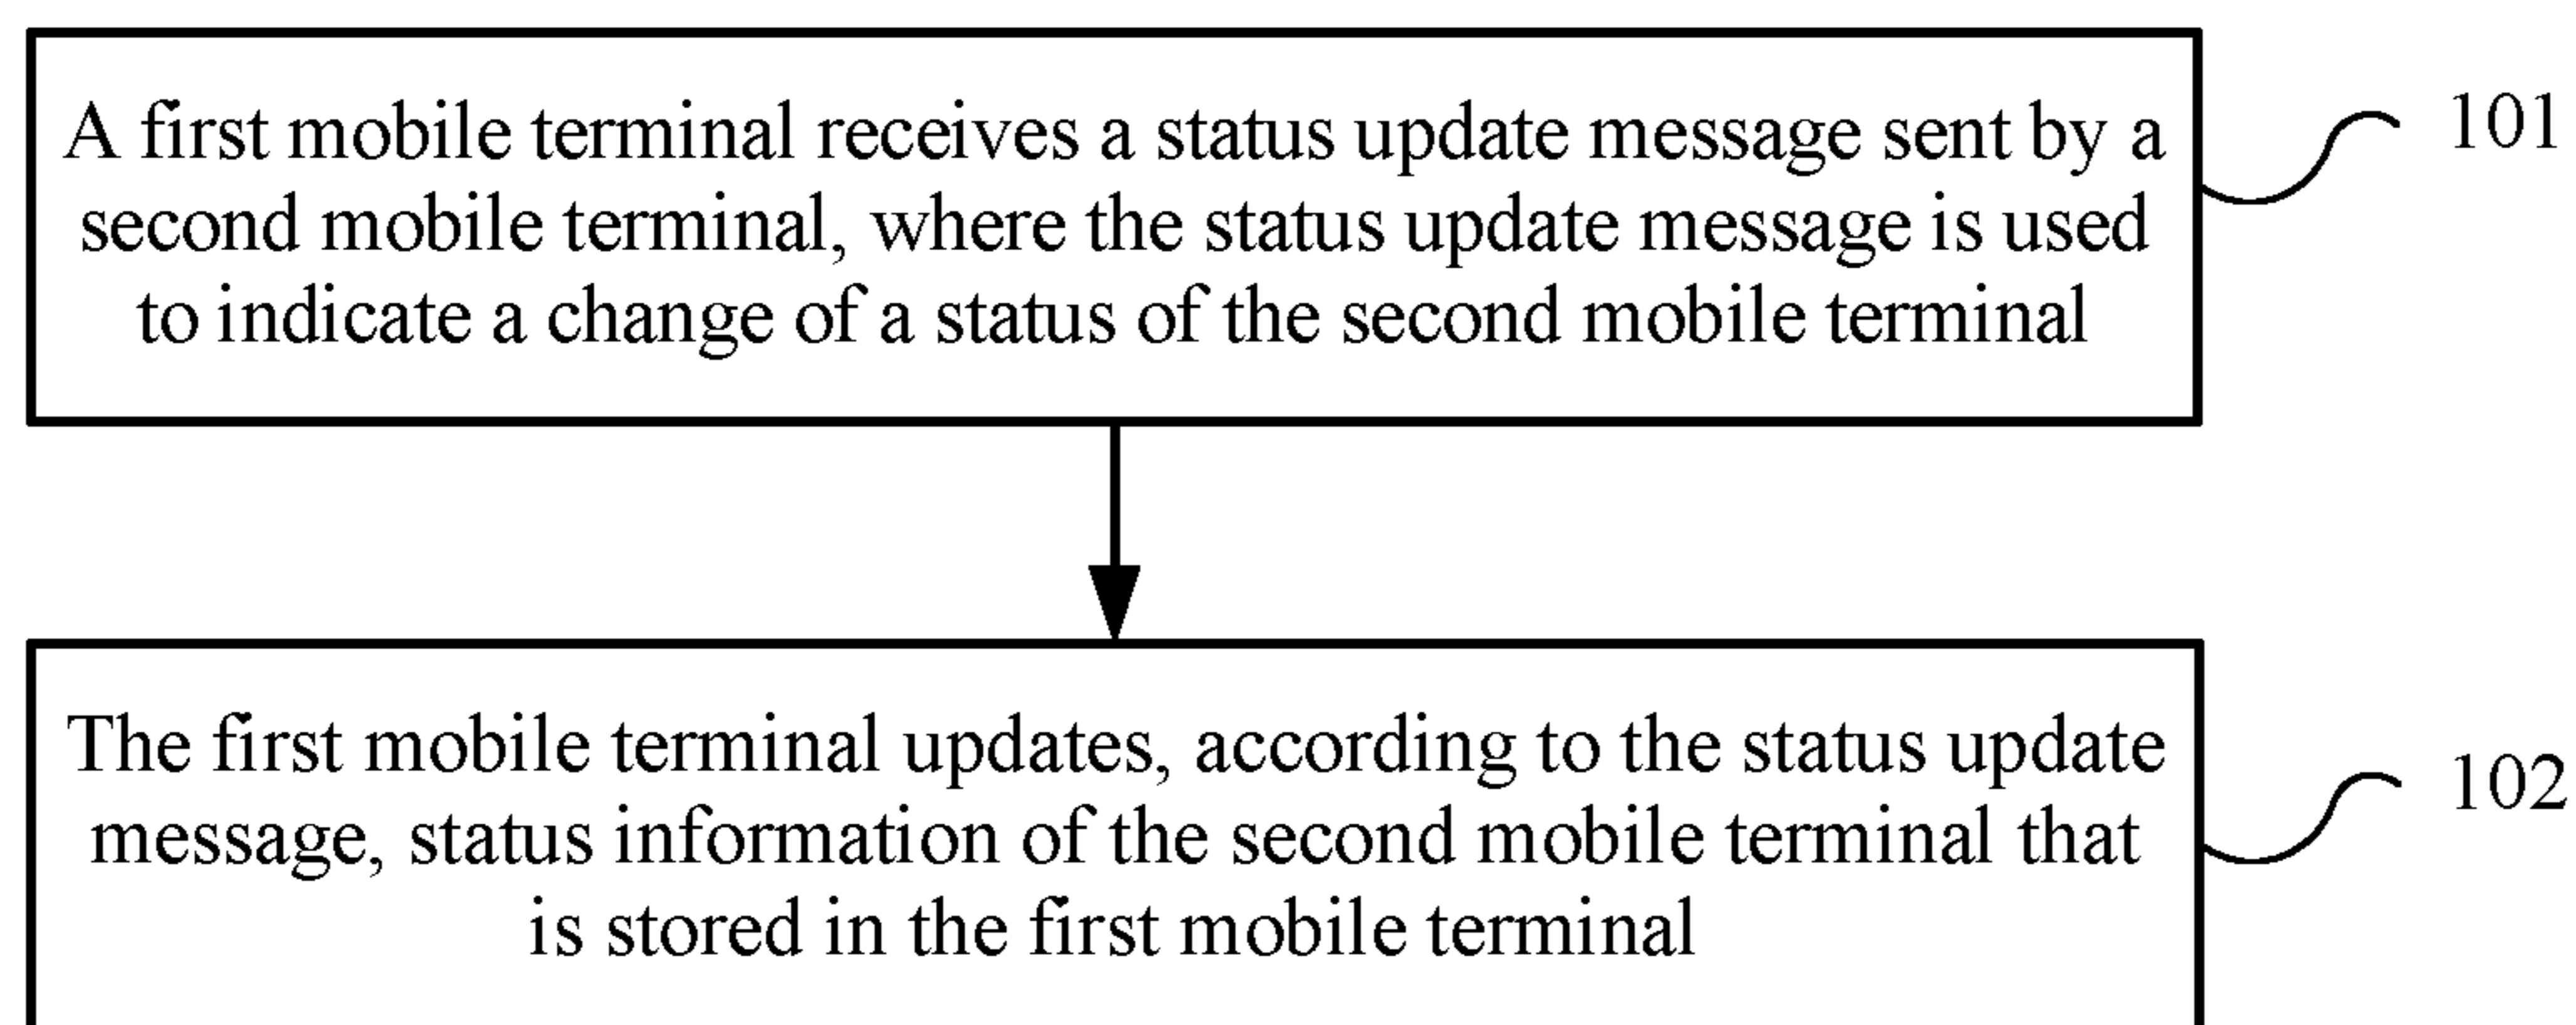 A first mobile terminal receives a status update message sent by a
second mobile terminal, where the status update message is used
to indicate a change of a status of the second mobile terminal
101
The first mobile terminal updates, according to the status update
message, status information of the second mobile terminal that
is stored in the first mobile terminal
102